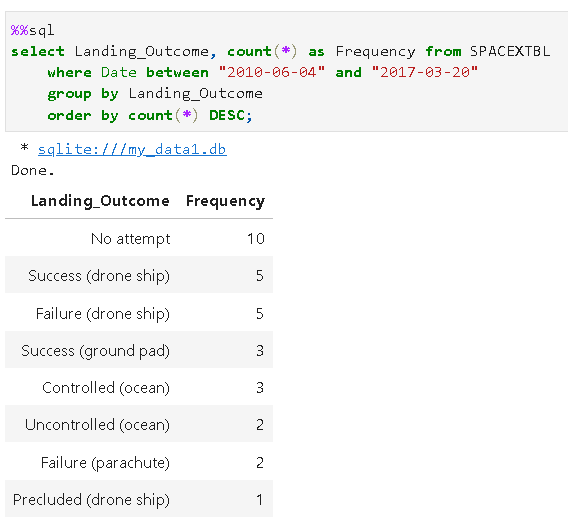 %%sql
select Landing_Outcome, count(*) as Frequency from SPACEXTBL
    where Date between "2010-06-04" and "2017-03-20"
    group by Landing_Outcome
    order by count(*) DESC;
* sqlite:///my_data1.db
Done.
Landing_Outcome Frequency
No attempt 10
Success (drone ship) 5
Failure (drone ship) 5
Success (ground pad) 3
Controlled (ocean) 3
Uncontrolled (ocean) 2
Failure (parachute) 2
Precluded (drone ship) 1